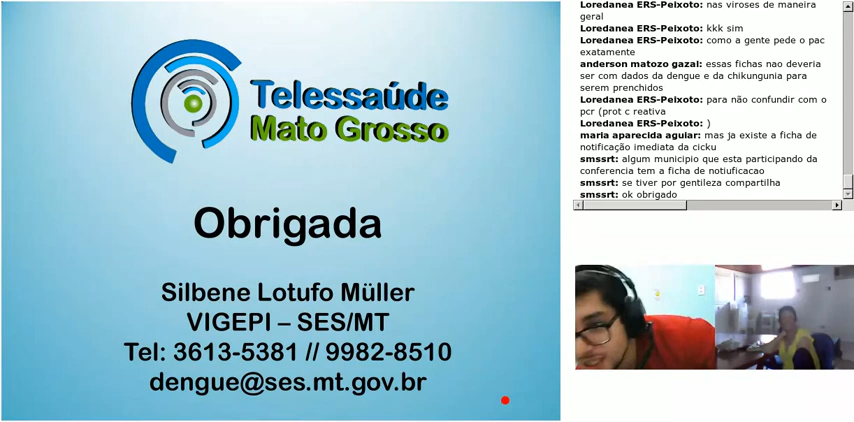 Telessaúde
Mato Grosso
Obrigada
Silbene Lotufo Müller
VIGEPI – SES/MT
Tel: 3613-5381 // 9982-8510
dengue@ses.mt.gov.br
Loredanea ERS-Peixoto: nas viroses de maneira
geral
Loredanea ERS-Peixoto: kkk sim
Loredanea ERS-Peixoto: como a gente pede o pac
exatamente
anderson matozo gazal: essas fichas nao deveria
ser com dados da dengue e da chikungunia para
serem prenchidos
Loredanea ERS-Peixoto: para não confundir com o
pcr (prot c reativa
Loredanea ERS-Peixoto: )
maria aparecida aguiar: mas ja existe a ficha de
notificação imediata da cicku
smssrt: algum municipio que esta participando da
conferencia tem a ficha de notiuficacao
smssrt: se tiver por gentileza compartilha
smssrt: ok obrigado